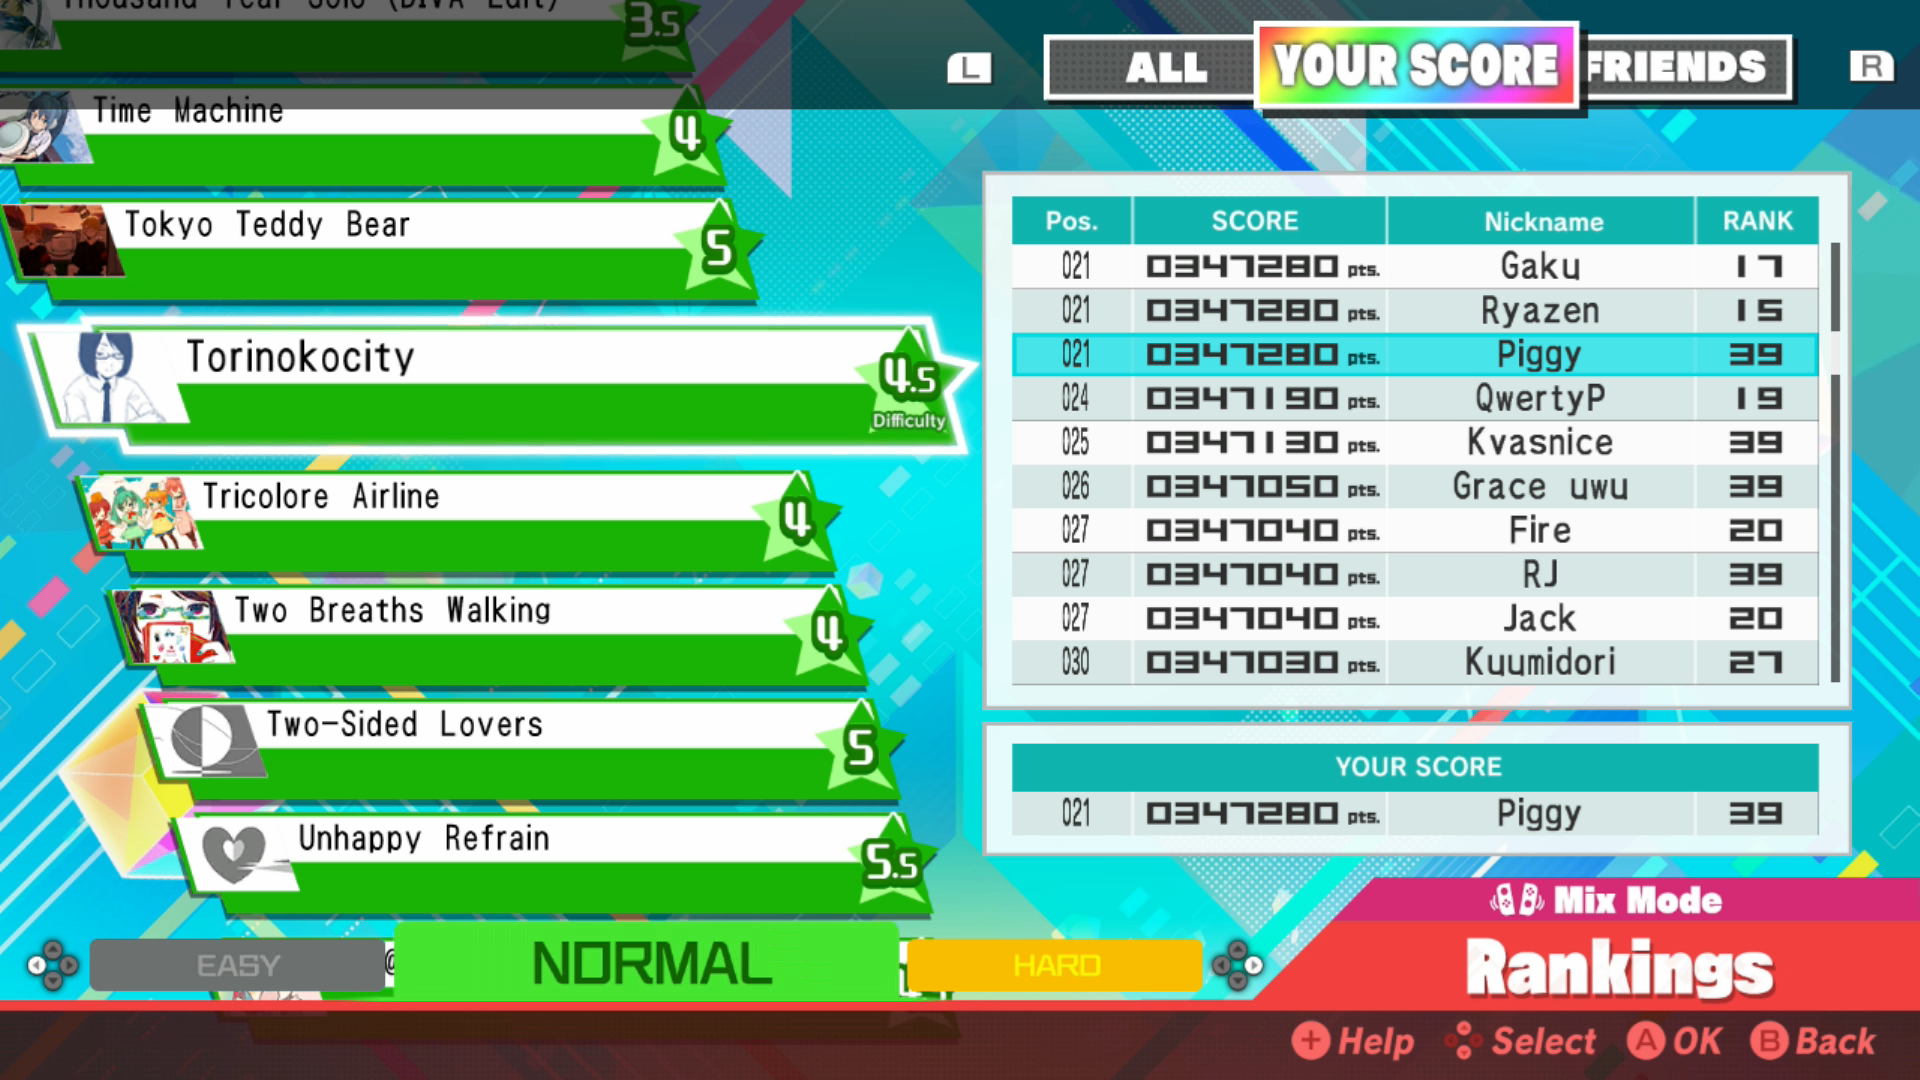 Thousand Year Solo (DIVA Edit)
3.5
L
ALL
YOUR SCORE
FRIENDS
R
Time Machine
4
Tokyo Teddy Bear
5
Torinokocity
4.5
Difficulty
Tricolore Airline
4
Two Breaths Walking
4
Two-Sided Lovers
5
Unhappy Refrain
5.5
Pos. SCORE Nickname RANK
021 0347280 pts. Gaku 17
021 0347280 pts. Ryazen 15
021 0347280 pts. Piggy 39
024 0347190 pts. QwertyP 19
025 0347130 pts. Kvasnice 39
026 0347050 pts. Grace uwu 39
027 0347040 pts. Fire 20
027 0347040 pts. RJ 39
027 0347040 pts. Jack 20
030 0347030 pts. Kuumidori 27
YOUR SCORE
021 0347280 pts. Piggy 39
Mix Mode
Rankings
EASY
NORMAL
HARD
+ Help
Select
A OK
B Back